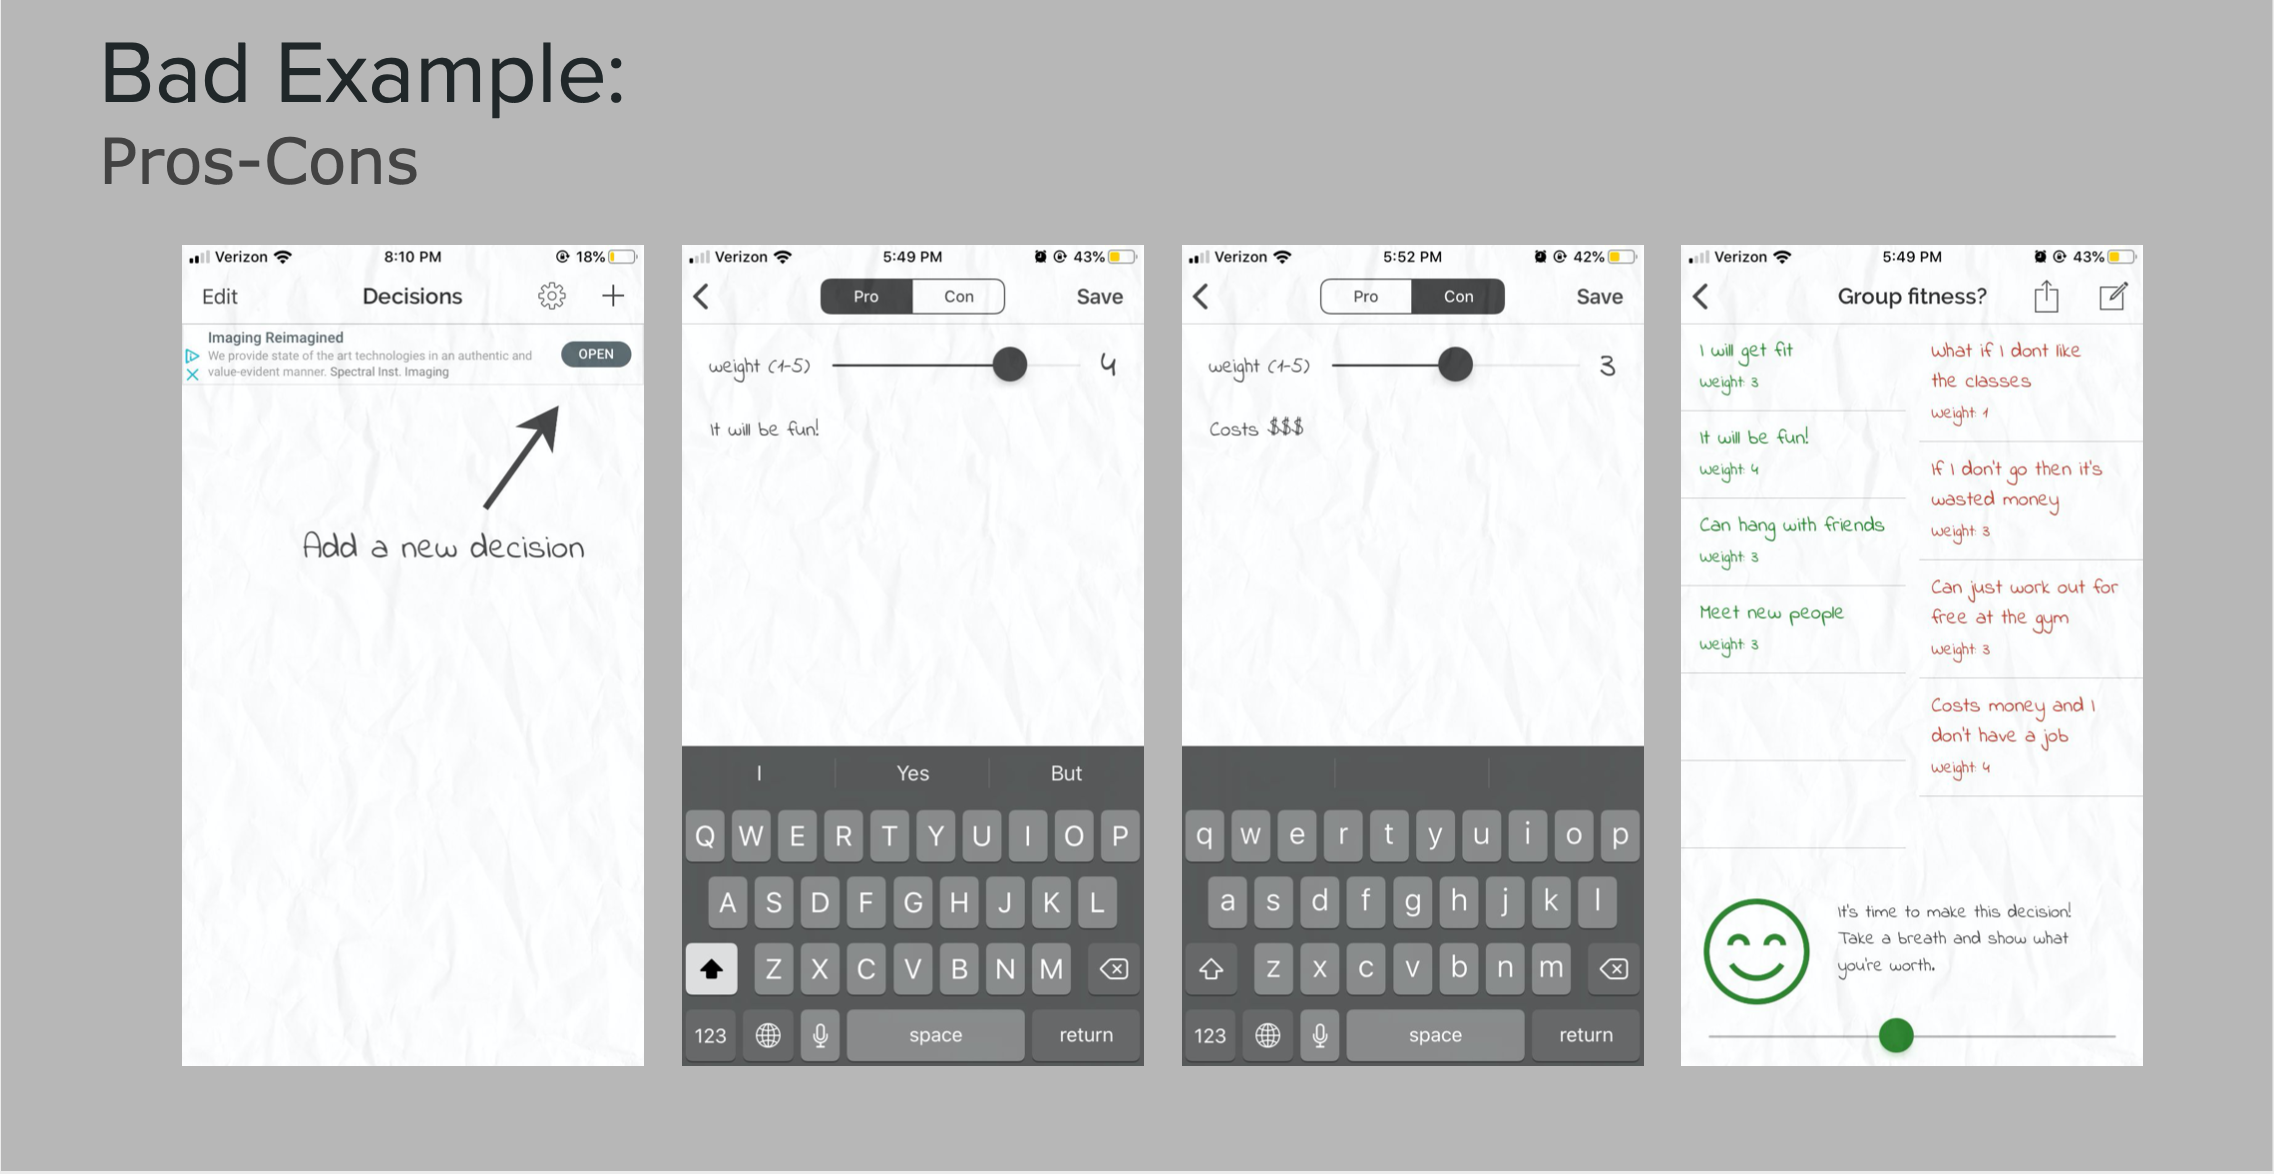 Bad Example:
Pros-Cons
Verizon 8:10 PM 18%
Edit Decisions
Imaging Reimagined
We provide state of the art technologies in an authentic and
value-evident manner. Spectral Inst. Imaging
OPEN
Add a new decision
Verizon 5:49 PM 43%
Pro Con Save
weight (1-5) 4
It will be fun!
I Yes But
Q W E R T Y U I O P
A S D F G H J K L
Z X C V B N M
123 space return
Verizon 5:52 PM 42%
Pro Con Save
weight (1-5) 3
Costs $$$
q w e r t y u i o p
a s d f g h j k l
z x c v b n m
123 space return
Verizon 5:49 PM 43%
Group fitness?
I will get fit
weight: 3
It will be fun!
weight: 4
Can hang with friends
weight: 3
Meet new people
weight: 3
What if I dont like
the classes
weight: 1
If I don't go then it's
wasted money
weight: 3
Can just work out for
free at the gym
weight: 3
Costs money and I
don't have a job
weight: 4
It's time to make this decision!
Take a breath and show what
you're worth.